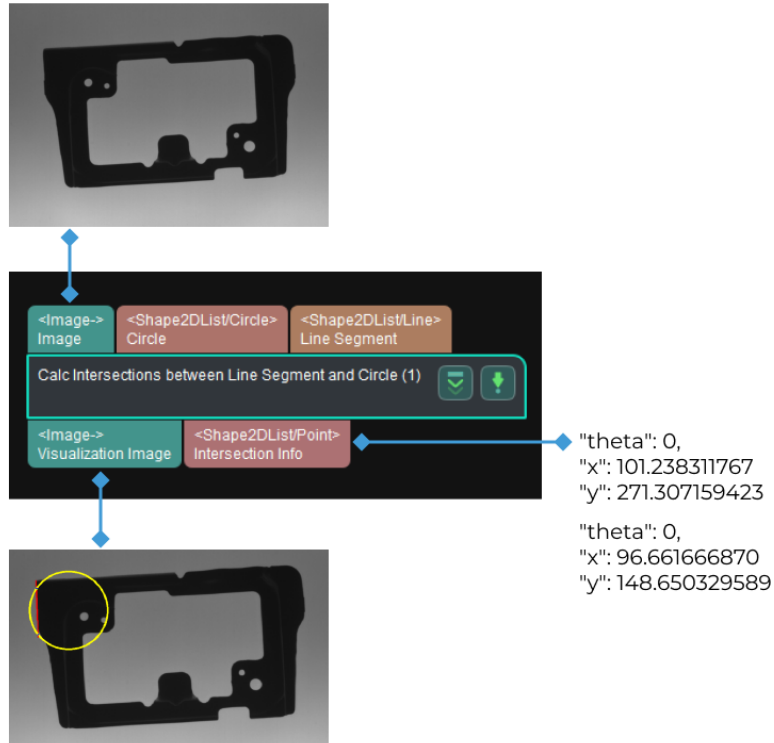 <Image-> 
Image
<Shape2DList/Circle>
Circle
<Shape2DList/Line>
Line Segment
Calc Intersections between Line Segment and Circle (1)
<Image->
Visualization Image
<Shape2DList/Point>
Intersection Info
"theta": 0,
"x": 101.238311767
"y": 271.307159423
"theta": 0,
"x": 96.661666870
"y": 148.650329589